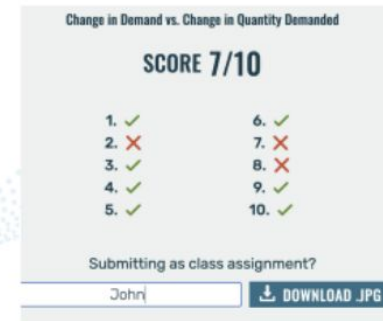 Change in Demand vs. Change in Quantity Demanded
SCORE 7/10
1. ✓ 6. ✓
2. ✗ 7. ✗
3. ✓ 8. ✗
4. ✓ 9. ✓
5. ✓ 10. ✓
Submitting as class assignment?
John DOWNLOAD .JPG